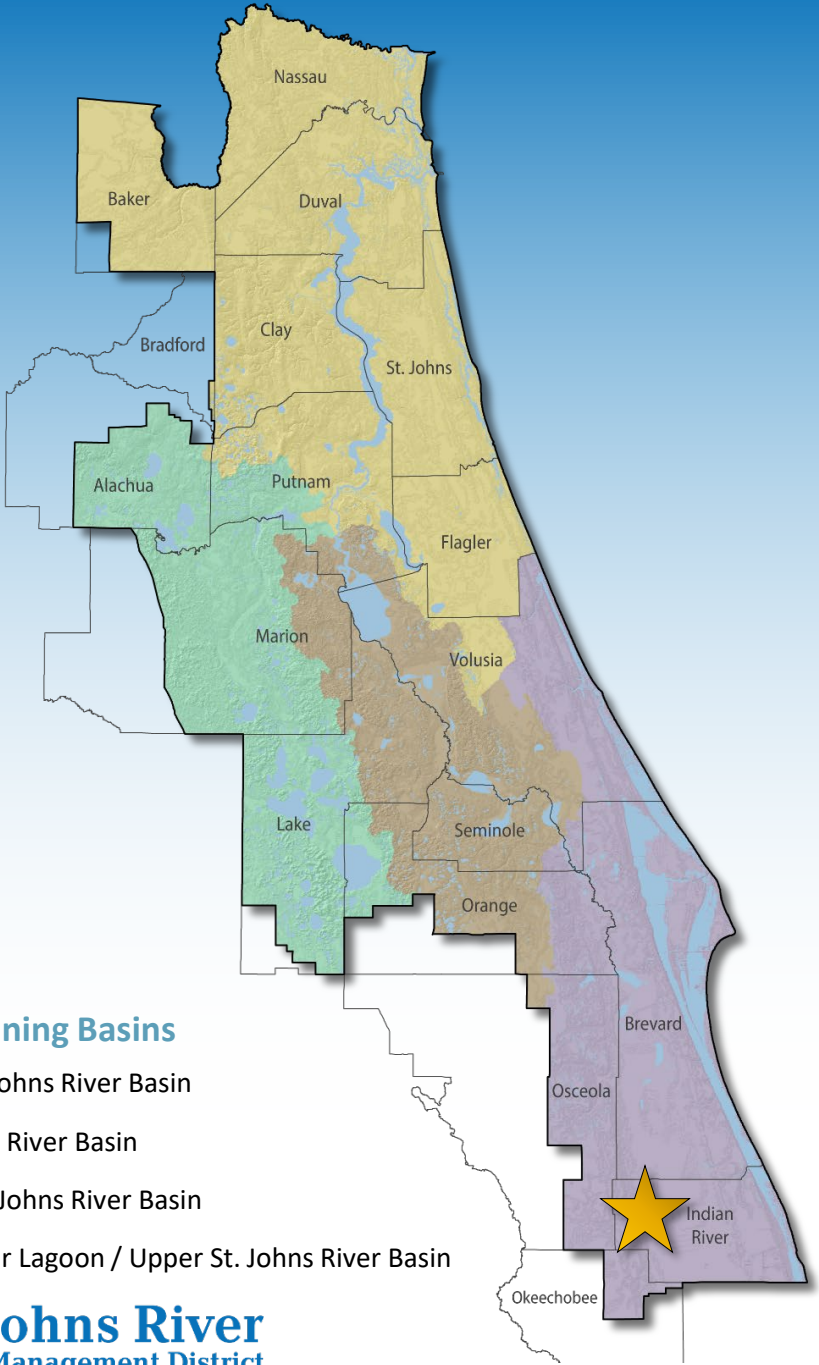 Nassau
Baker
Duval
Clay
Bradford
St. Johns
Alachua
Putnam
Flagler
Marion
Volusia
Lake
Seminole
Orange
ning Basins
Brevard
ohns River Basin
Osceola
River Basin
Johns River Basin
Indian
River
r Lagoon / Upper St. Johns River Basin
Okeechobee
ohns River
Management District